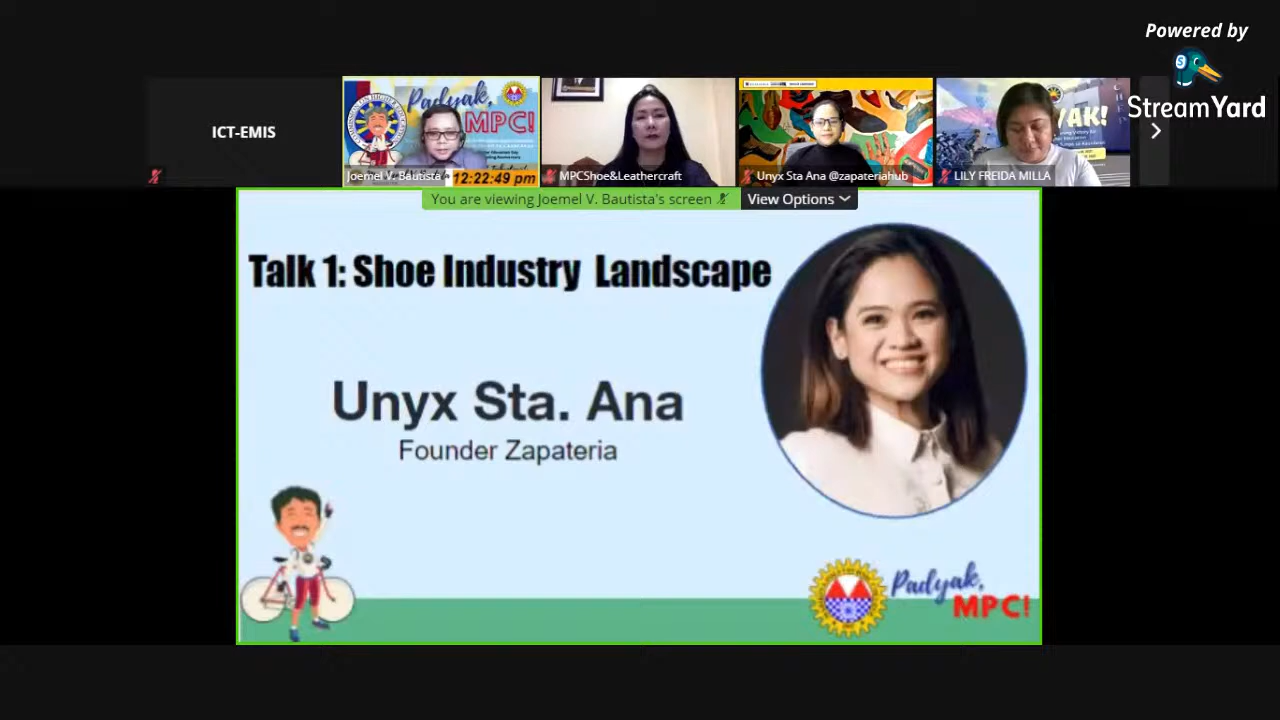 Powered by
StreamYard
ICT-EMIS
Padyak,
MPC!
Joemel V. Bautista
12:22:49 pm
MPCShoe&Leathercraft
Unyx Sta Ana @zapateriahub
YAK!
LILY FREIDA MILLA
You are viewing Joemel V. Bautista's screen
View Options
Talk 1: Shoe Industry Landscape
Unyx Sta. Ana
Founder Zapateria
Padyak,
MPC!